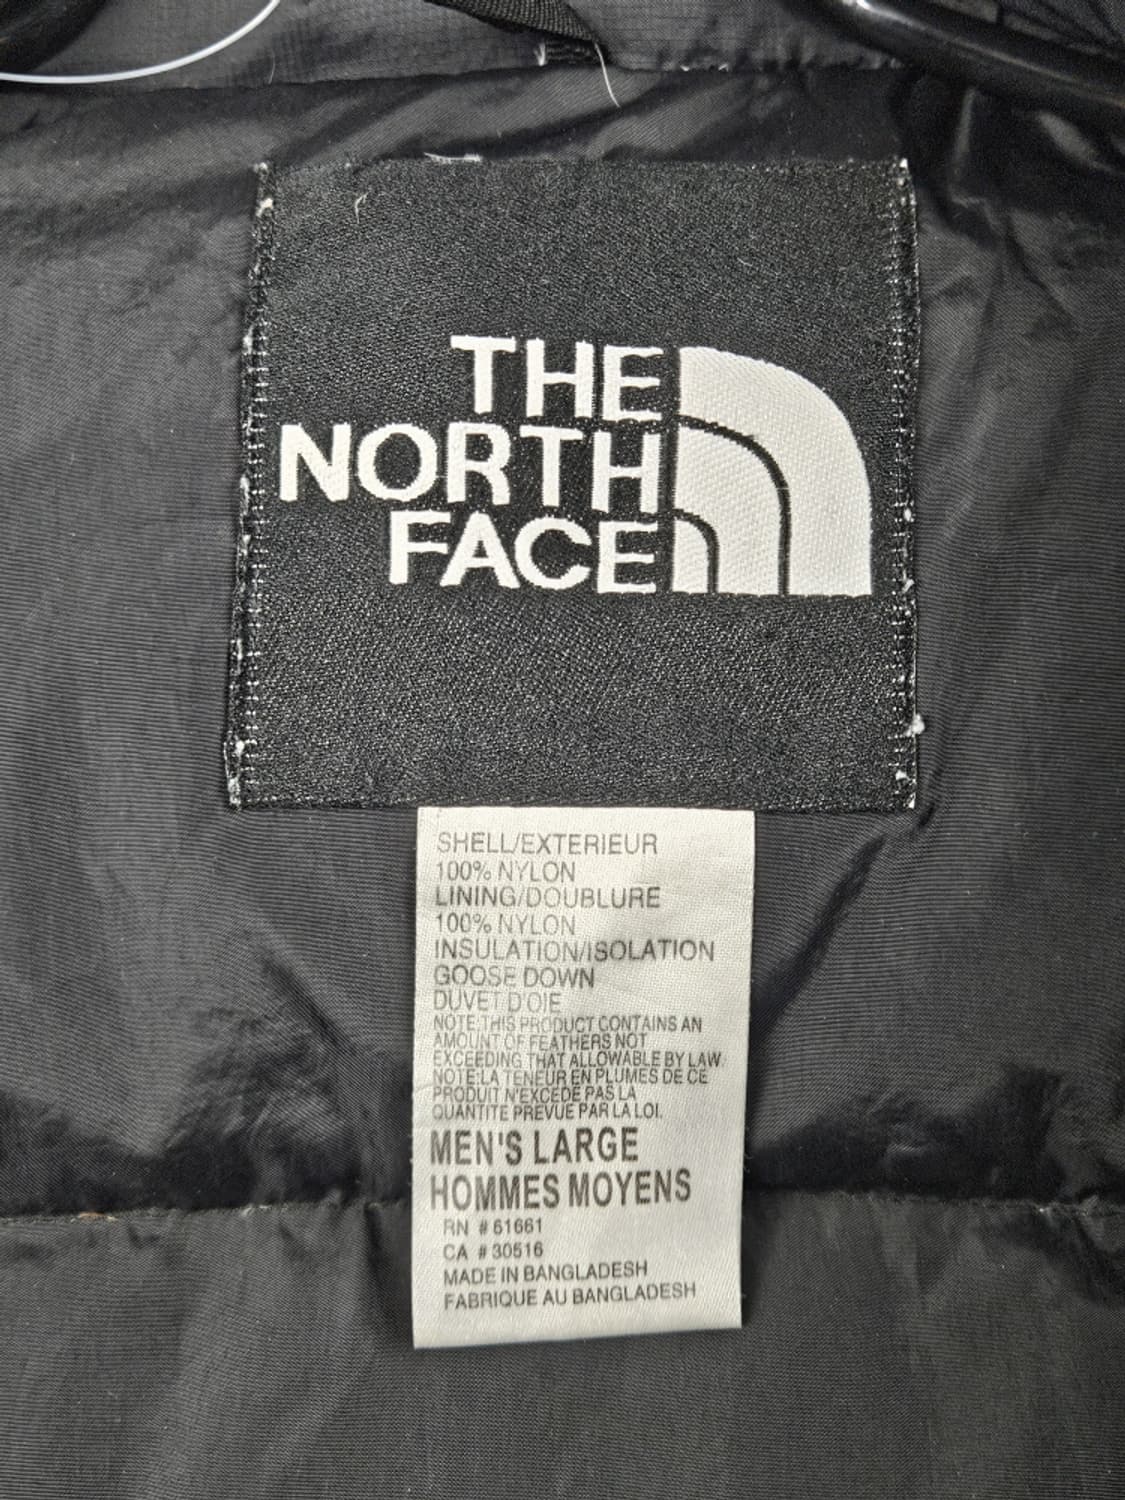 THE
NORTH
FACE
SHELL/EXTERIEUR
100% NYLON
LINING/DOUBLURE
100% NYLON
INSULATION/ISOLATION
GOOSE DOWN
DUVET D'OIE
NOTE:THIS PRODUCT CONTAINS AN
AMOUNT OF FEATHERS NOT
EXCEEDING THAT ALLOWABLE BY LAW.
NOTE:LA TENEUR EN PLUMES DE CE
PRODUIT N'EXCEDE PAS LA
QUANTITE PREVUE PAR LA LOI.
MEN'S LARGE
HOMMES MOYENS
RN # 61661
CA # 30516
MADE IN BANGLADESH
FABRIQUE AU BANGLADESH